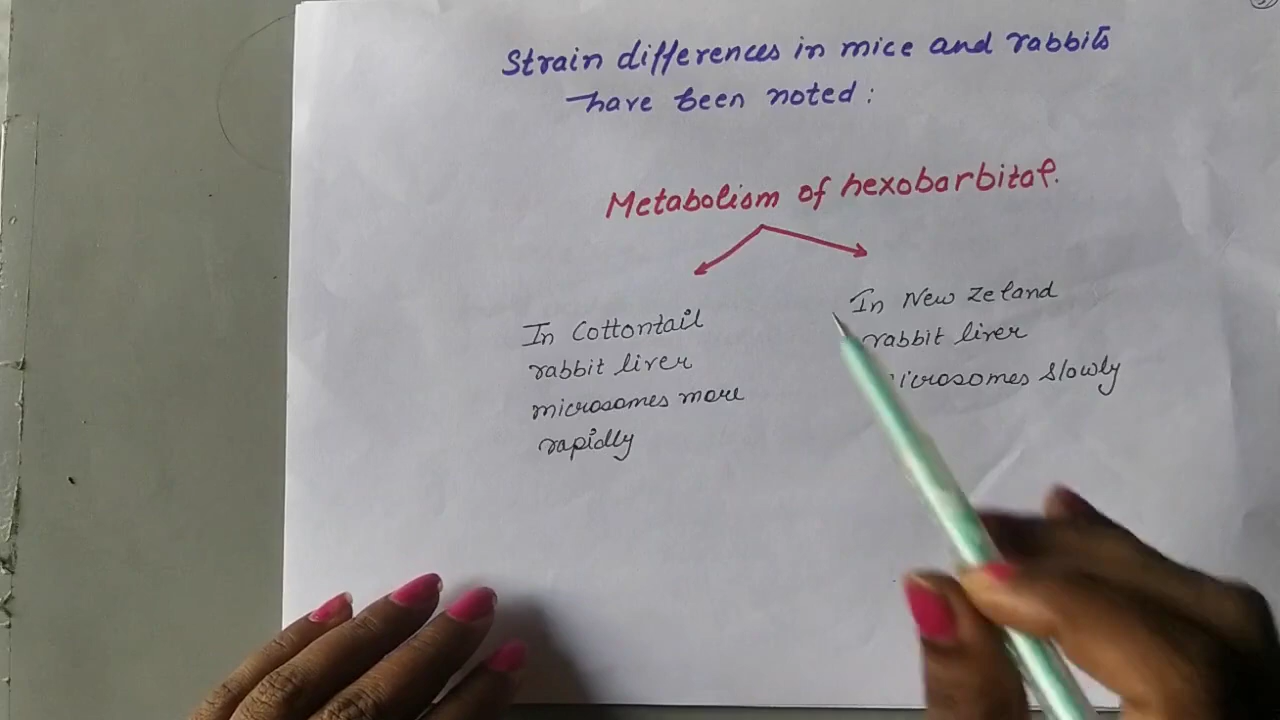 Strain differences in mice and rabbits
have been noted:
Metabolism of hexobarbital.
In Cottontail
rabbit liver
microsomes more
rapidly
In New Zeland
rabbit liver
microsomes slowly